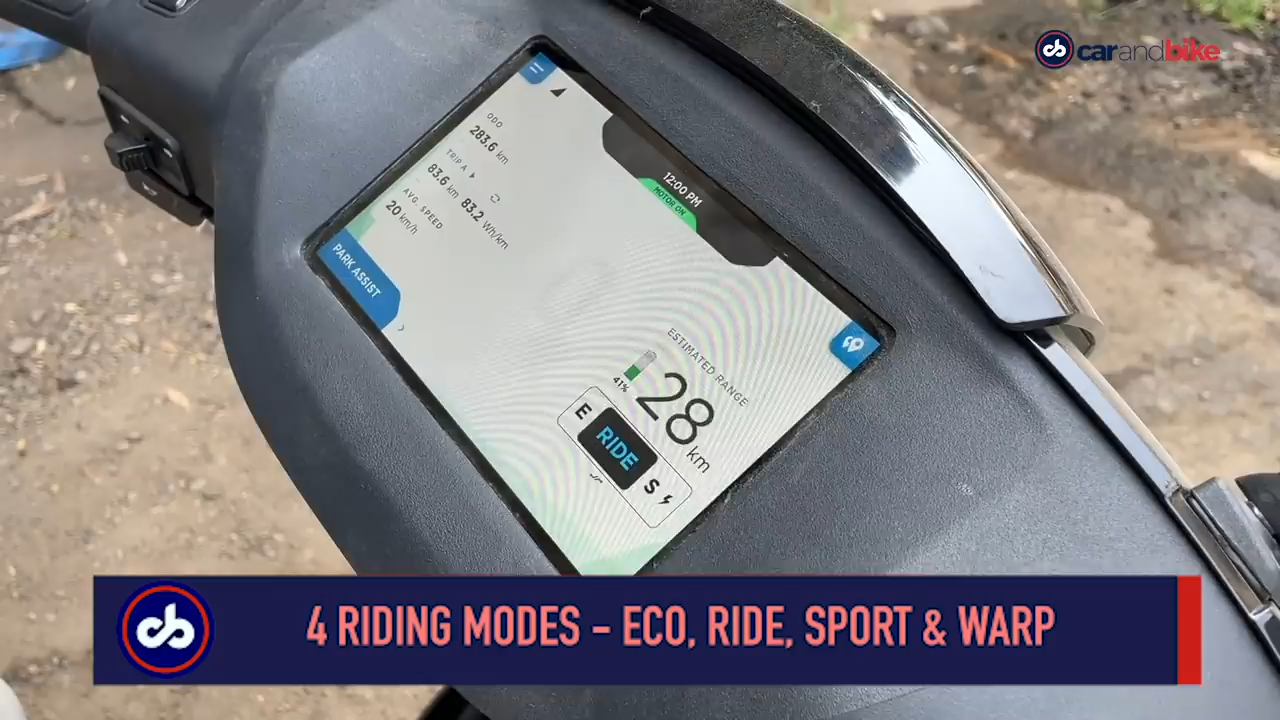 carandbike
12:00 PM
MOTOR ON
ODO
283.6 km
TRIP A
83.6 km 83.2 Wh/km
AVG. SPEED
20 km/h
PARK ASSIST
ESTIMATED RANGE
41%
28 km
E RIDE S
cb
4 RIDING MODES – ECO, RIDE, SPORT & WARP